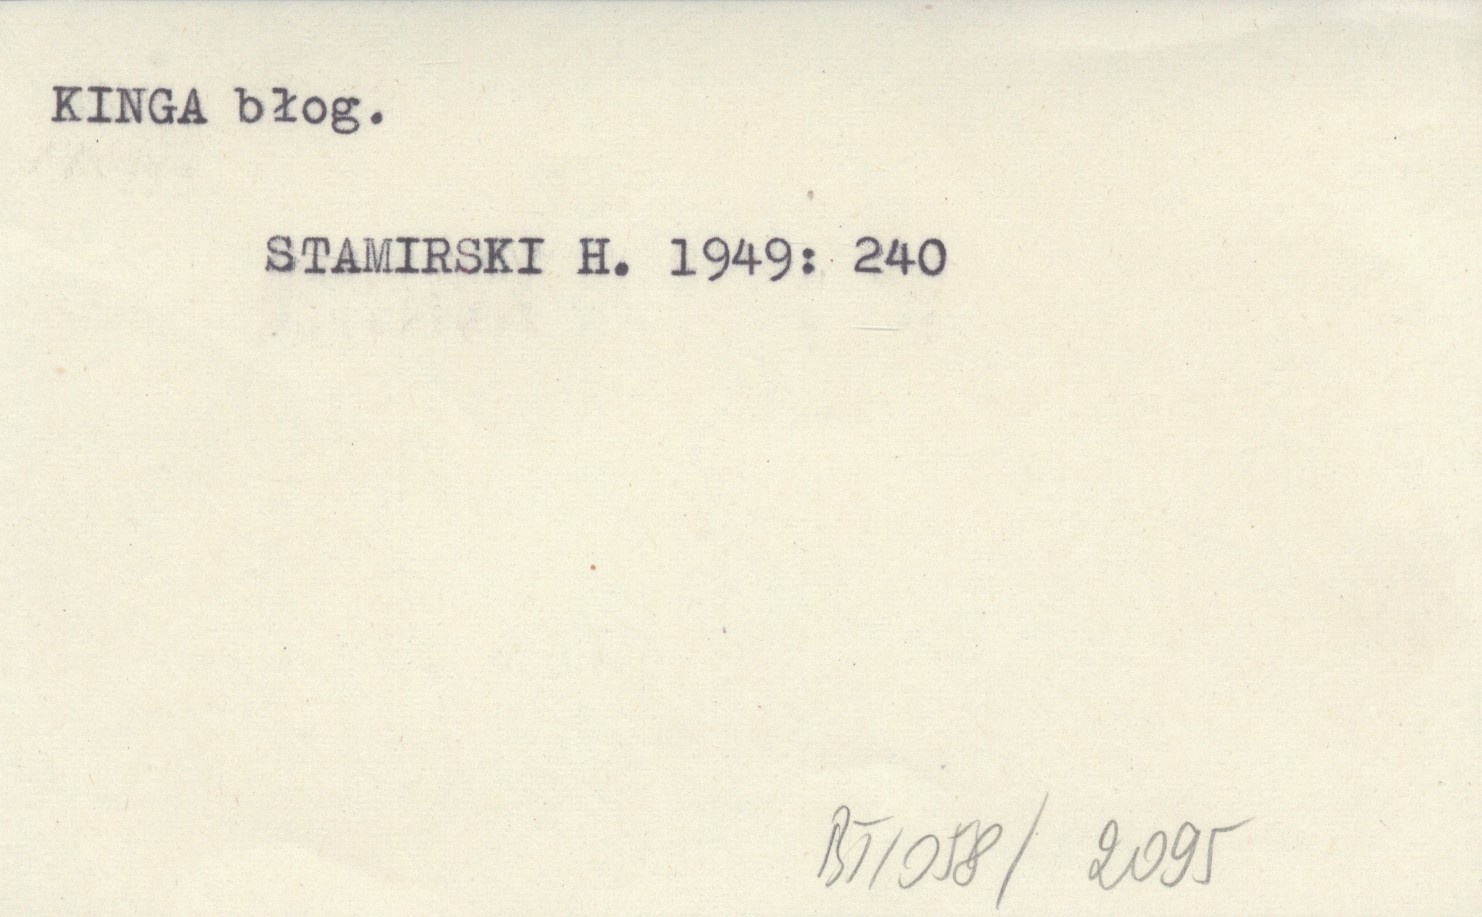 KINGA błog.
STAMIRSKI H. 1949: 240
BT/058/ 2095